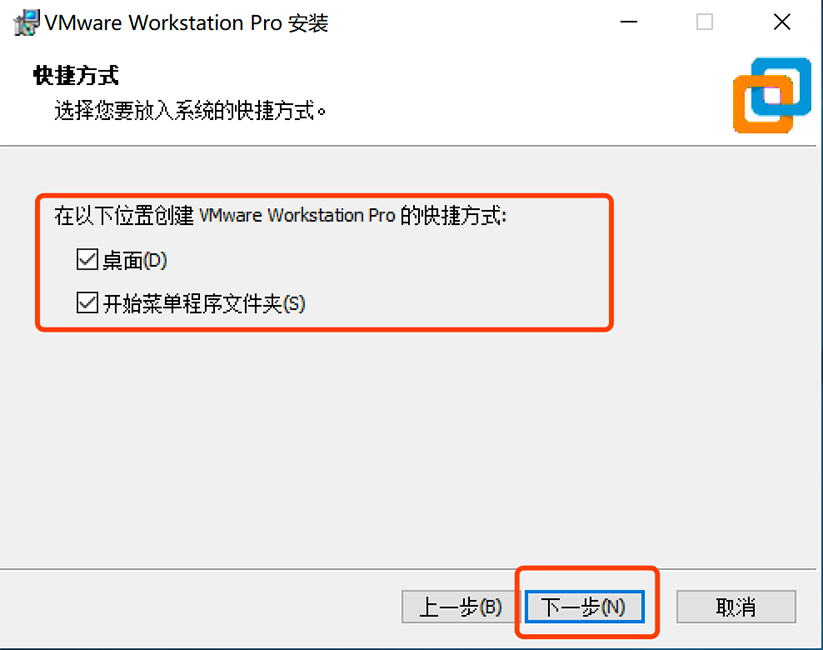 VMware Workstation Pro 安装
快捷方式
选择您要放入系统的快捷方式。
在以下位置创建 VMware Workstation Pro 的快捷方式:
桌面(D)
开始菜单程序文件夹(S)
上一步(B) 下一步(N) 取消